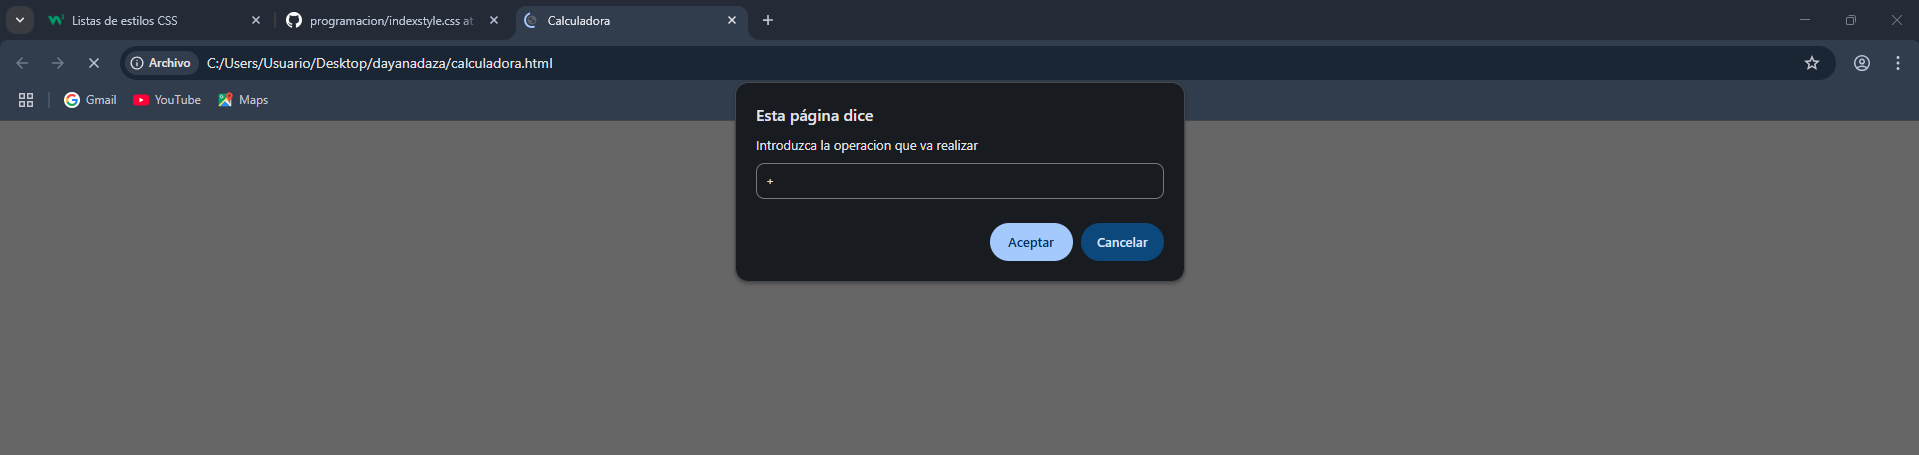 Listas de estilos CSS
programacion/indexstyle.css at
Calculadora
Archivo
C:/Users/Usuario/Desktop/dayanadaza/calculadora.html
Gmail
YouTube
Maps
Esta página dice
Introduzca la operacion que va realizar
+
Aceptar
Cancelar